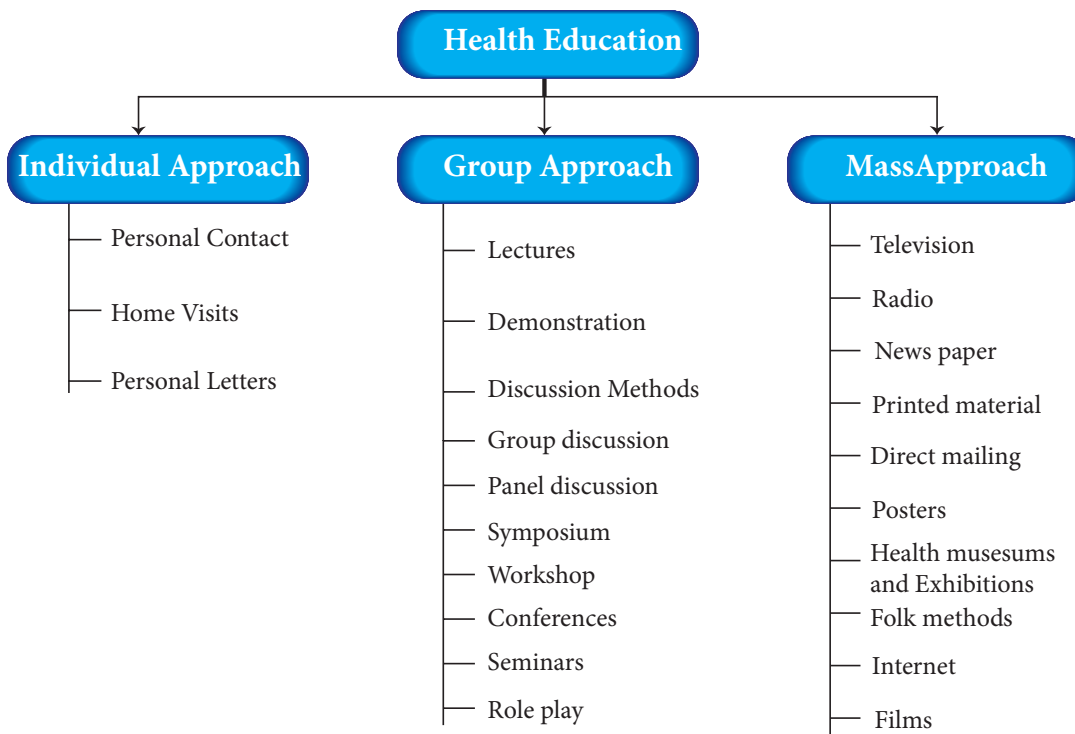 Health Education
Individual Approach
Personal Contact
Home Visits
Personal Letters
Group Approach
Lectures
Demonstration
Discussion Methods
Group discussion
Panel discussion
Symposium
Workshop
Conferences
Seminars
Role play
MassApproach
Television
Radio
News paper
Printed material
Direct mailing
Posters
Health musesums
and Exhibitions
Folk methods
Internet
Films